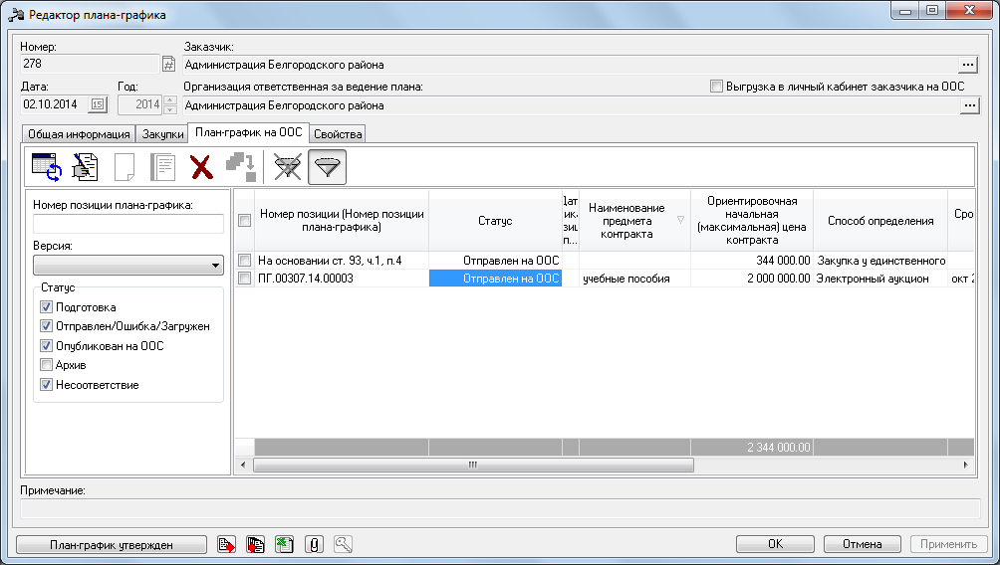 Редактор плана-графика
Номер:
Заказчик:
278
Администрация Белгородского района
...
Дата:
Год:
Организация ответственная за ведение плана:
Выгрузка в личный кабинет заказчика на ООС
02.10.2014
15
2014
Администрация Белгородского района
...
Общая информация
Закупки
План-график на ООС
Свойства
Номер позиции плана-графика:
Версия:
Статус
Подготовка
Отправлен/Ошибка/Загружен
Опубликован на ООС
Архив
Несоответствие
Номер позиции (Номер позиции
плана-графика)
Статус
п...
Наименование
предмета
контракта
Ориентировочная
начальная
(максимальная) цена
контракта
Способ определения
Сро
На основании ст. 93, ч.1, п.4 Отправлен на ООС 344 000.00 Закупка у единственного
ПГ.00307.14.00003 Отправлен на ООС учебные пособия 2 000 000.00 Электронный аукцион окт 2
2 344 000.00
Примечание:
План-график утвержден
OK
Отмена
Применить